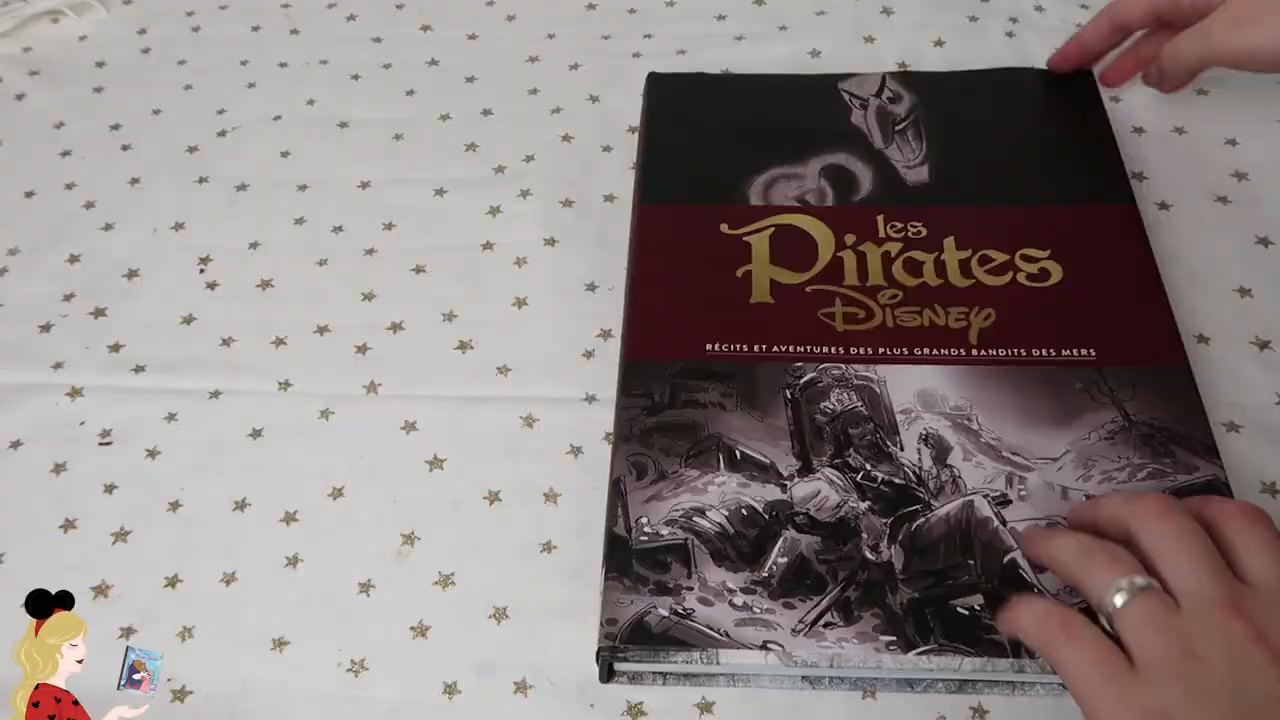 les
Pirates
Disney
RÉCITS ET AVENTURES DES PLUS GRANDS BANDITS DES MERS